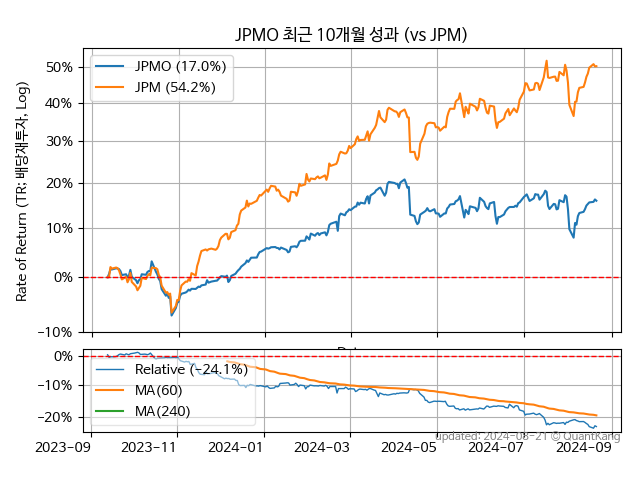 JPMO 최근 10개월 성과 (vs JPM)
Rate of Return (TR: 배당재투자, Log)
50%
40%
30%
20%
10%
0%
−10%
JPMO (17.0%)
JPM (54.2%)
0%
−10%
−20%
Relative (−24.1%)
MA(60)
MA(240)
2023−09
2023−11
2024−01
2024−03
2024−05
2024−07
2024−09
updated: 2024−08−21 © QuantKang